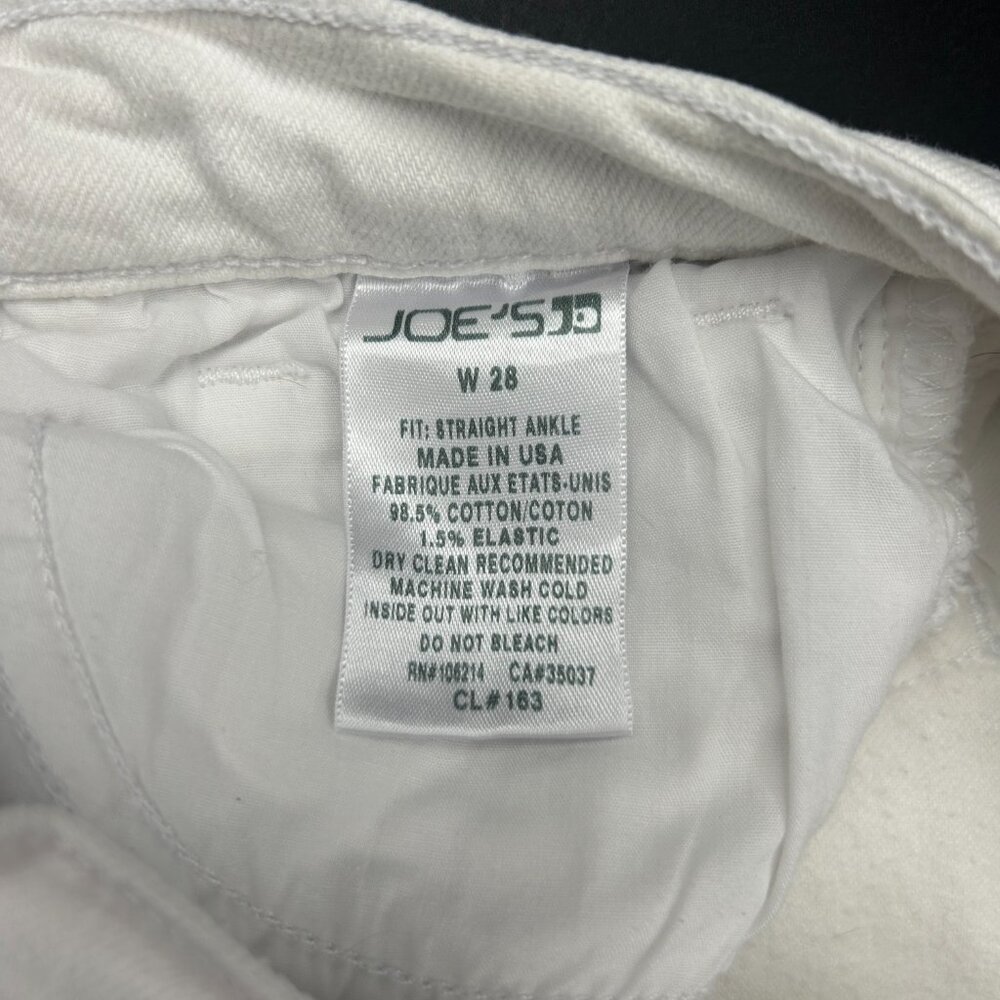 JOE'S
W 28
FIT: STRAIGHT ANKLE
MADE IN USA
FABRIQUE AUX ETATS-UNIS
98.5% COTTON/COTON
1.5% ELASTIC
DRY CLEAN RECOMMENDED
MACHINE WASH COLD
INSIDE OUT WITH LIKE COLORS
DO NOT BLEACH
RN#106214 CA#35037
CL#163